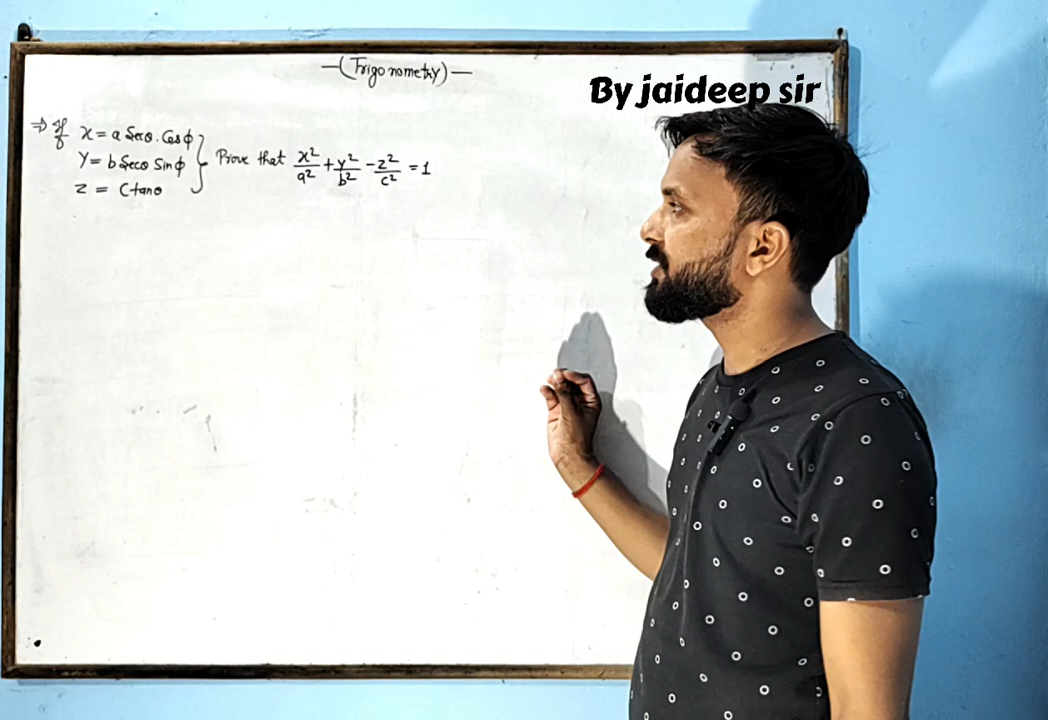 —(Trigonometry)—
By jaideep sir
⇒ If x = a Secθ. Cosϕ
Y = b Secθ Sinϕ } Prove that x²/a² + y²/b² - z²/c² = 1
z = C tanθ